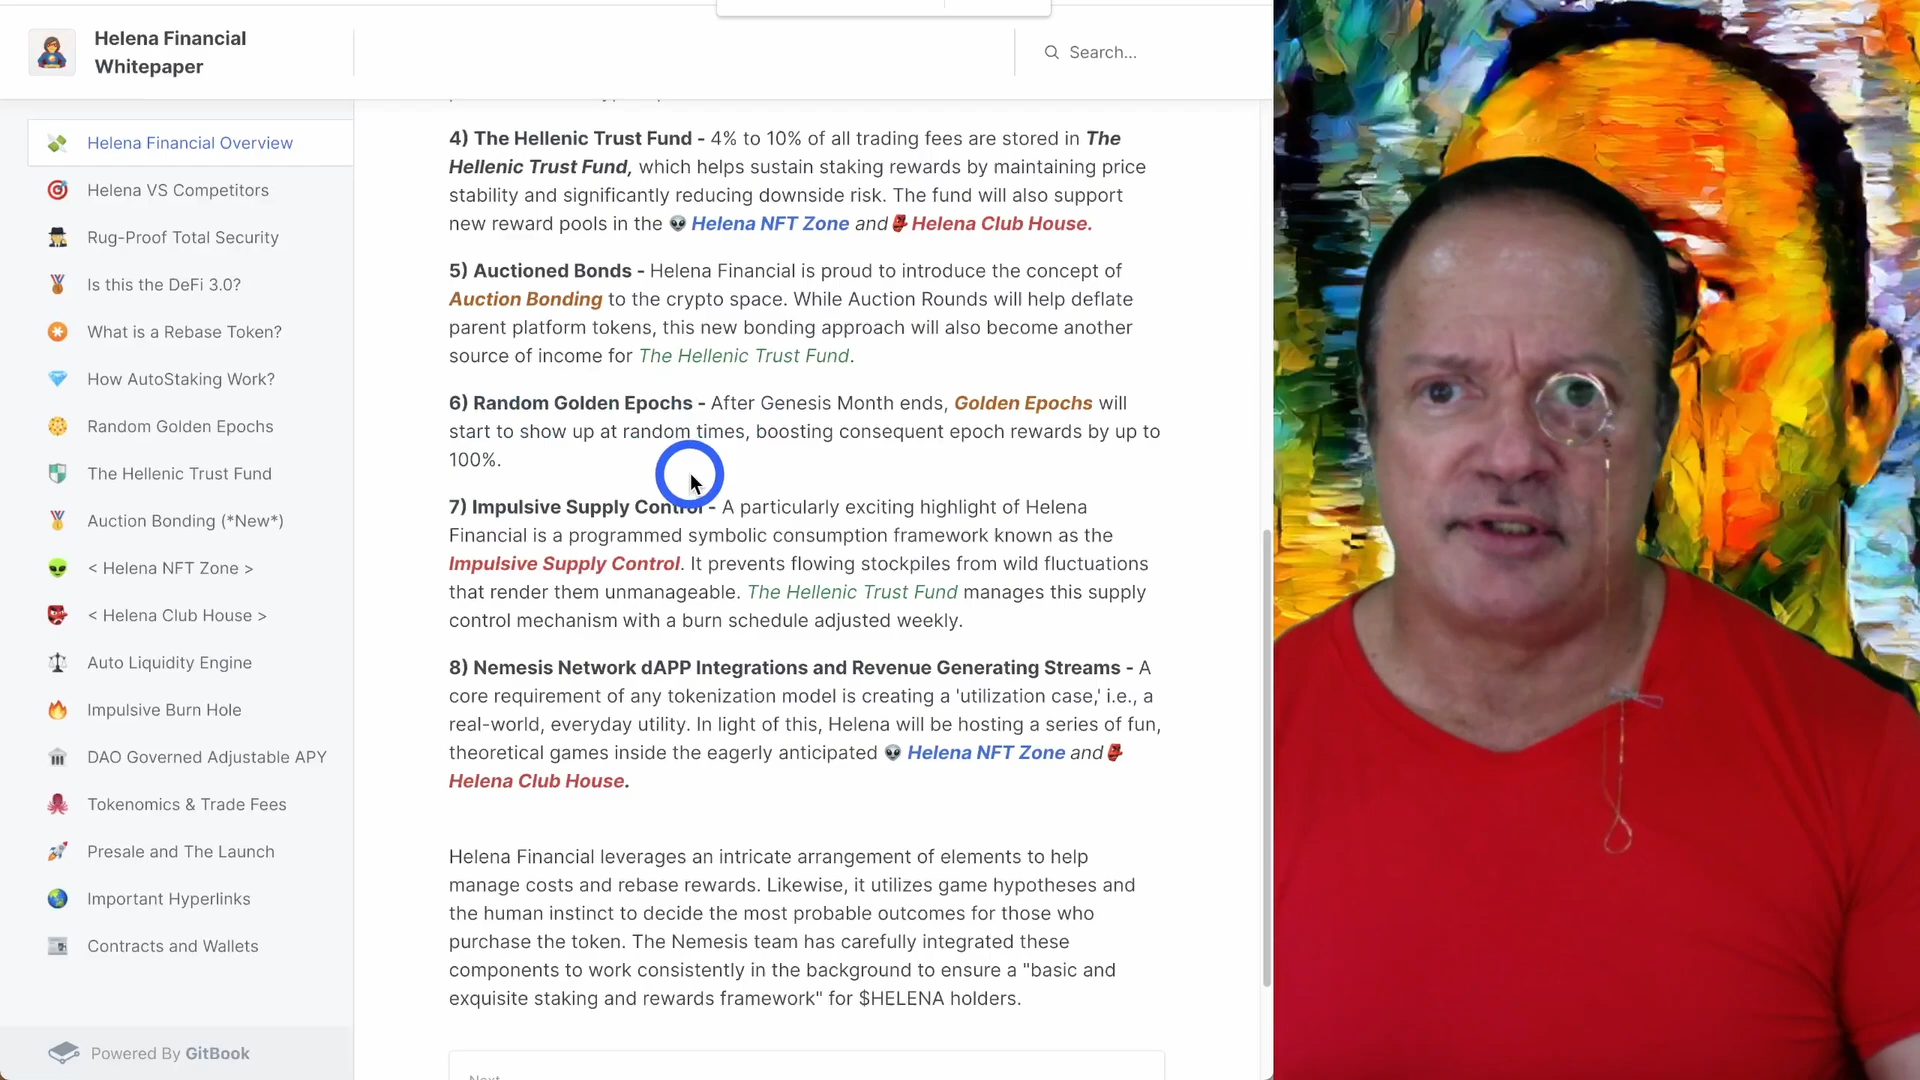 Helena Financial
Whitepaper
Search...
Helena Financial Overview
Helena VS Competitors
Rug-Proof Total Security
Is this the DeFi 3.0?
What is a Rebase Token?
How AutoStaking Work?
Random Golden Epochs
The Hellenic Trust Fund
Auction Bonding (*New*)
< Helena NFT Zone >
< Helena Club House >
Auto Liquidity Engine
Impulsive Burn Hole
DAO Governed Adjustable APY
Tokenomics & Trade Fees
Presale and The Launch
Important Hyperlinks
Contracts and Wallets
Powered By GitBook
4) The Hellenic Trust Fund - 4% to 10% of all trading fees are stored in The
Hellenic Trust Fund, which helps sustain staking rewards by maintaining price
stability and significantly reducing downside risk. The fund will also support
new reward pools in the 👽 Helena NFT Zone and👺 Helena Club House.
5) Auctioned Bonds - Helena Financial is proud to introduce the concept of
Auction Bonding to the crypto space. While Auction Rounds will help deflate
parent platform tokens, this new bonding approach will also become another
source of income for The Hellenic Trust Fund.
6) Random Golden Epochs - After Genesis Month ends, Golden Epochs will
start to show up at random times, boosting consequent epoch rewards by up to
100%.
7) Impulsive Supply Control - A particularly exciting highlight of Helena
Financial is a programmed symbolic consumption framework known as the
Impulsive Supply Control. It prevents flowing stockpiles from wild fluctuations
that render them unmanageable. The Hellenic Trust Fund manages this supply
control mechanism with a burn schedule adjusted weekly.
8) Nemesis Network dAPP Integrations and Revenue Generating Streams - A
core requirement of any tokenization model is creating a 'utilization case,' i.e., a
real-world, everyday utility. In light of this, Helena will be hosting a series of fun,
theoretical games inside the eagerly anticipated 👽 Helena NFT Zone and👺
Helena Club House.
Helena Financial leverages an intricate arrangement of elements to help
manage costs and rebase rewards. Likewise, it utilizes game hypotheses and
the human instinct to decide the most probable outcomes for those who
purchase the token. The Nemesis team has carefully integrated these
components to work consistently in the background to ensure a "basic and
exquisite staking and rewards framework" for $HELENA holders.
Next